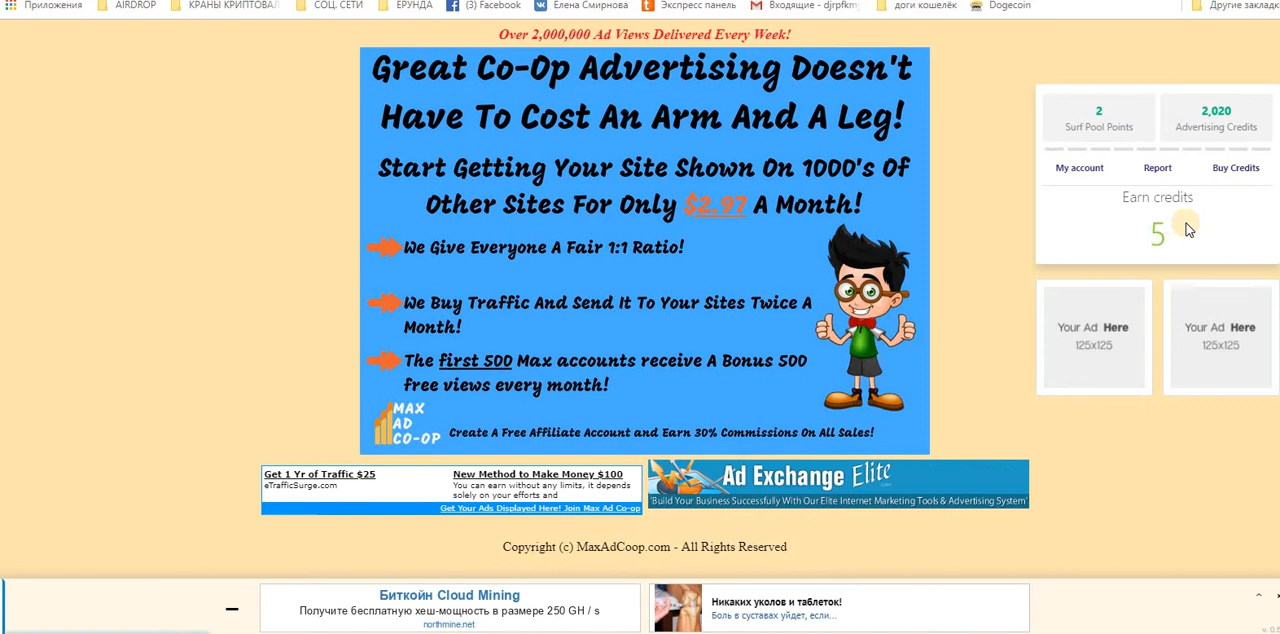 Приложения AIRDROP КРАНЫ КРИПТОВАЛ СОЦ. СЕТИ ЕРУНДА (3) Facebook Елена Смирнова Экспресс панель Входящие - djrpfkmy доги кошелёк Dogecoin Другие закладк
Over 2,000,000 Ad Views Delivered Every Week!
Great Co-Op Advertising Doesn't
Have To Cost An Arm And A Leg!
Start Getting Your Site Shown On 1000's Of
Other Sites For Only $2.97 A Month!
We Give Everyone A Fair 1:1 Ratio!
We Buy Traffic And Send It To Your Sites Twice A
Month!
The first 500 Max accounts receive A Bonus 500
free views every month!
MAX
AD
CO-OP
Create A Free Affiliate Account and Earn 30% Commissions On All Sales!
2
Surf Pool Points
2,020
Advertising Credits
My account Report Buy Credits
Earn credits
5
Your Ad Here
125x125
Your Ad Here
125x125
Get 1 Yr of Traffic $25
eTrafficSurge.com
New Method to Make Money $100
You can earn without any limits, it depends
solely on your efforts and
Get Your Ads Displayed Here! Join Max Ad Co-op
Ad Exchange Elite
'Build Your Business Successfully With Our Elite Internet Marketing Tools & Advertising System'
Copyright (c) MaxAdCoop.com - All Rights Reserved
Биткойн Cloud Mining
Получите бесплатную хеш-мощность в размере 250 GH / s
northmine.net
Никаких уколов и таблеток!
Боль в суставах уйдет, если...